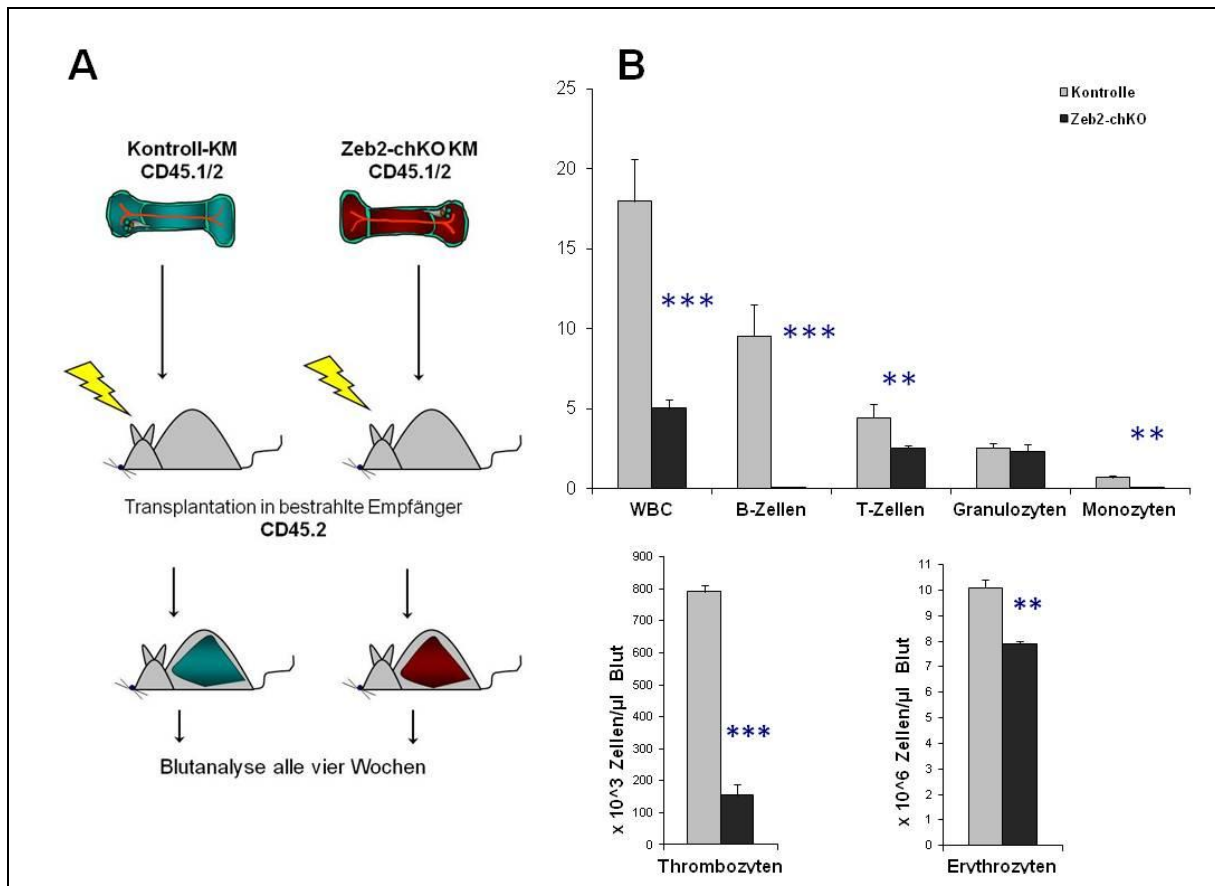 A
Kontroll-KM
CD45.1/2
Zeb2-chKO KM
CD45.1/2
Transplantation in bestrahlte Empfänger
CD45.2
Blutanalyse alle vier Wochen
B
Kontrolle
Zeb2-chKO
25
20
15
10
5
0
***
***
**
**
WBC
B-Zellen
T-Zellen
Granulozyten
Monozyten
x 10^3 Zellen/µl Blut
900
800
700
600
500
400
300
200
100
0
***
Thrombozyten
x 10^6 Zellen/µl Blut
11
10
9
8
7
6
5
4
3
2
1
0
**
Erythrozyten